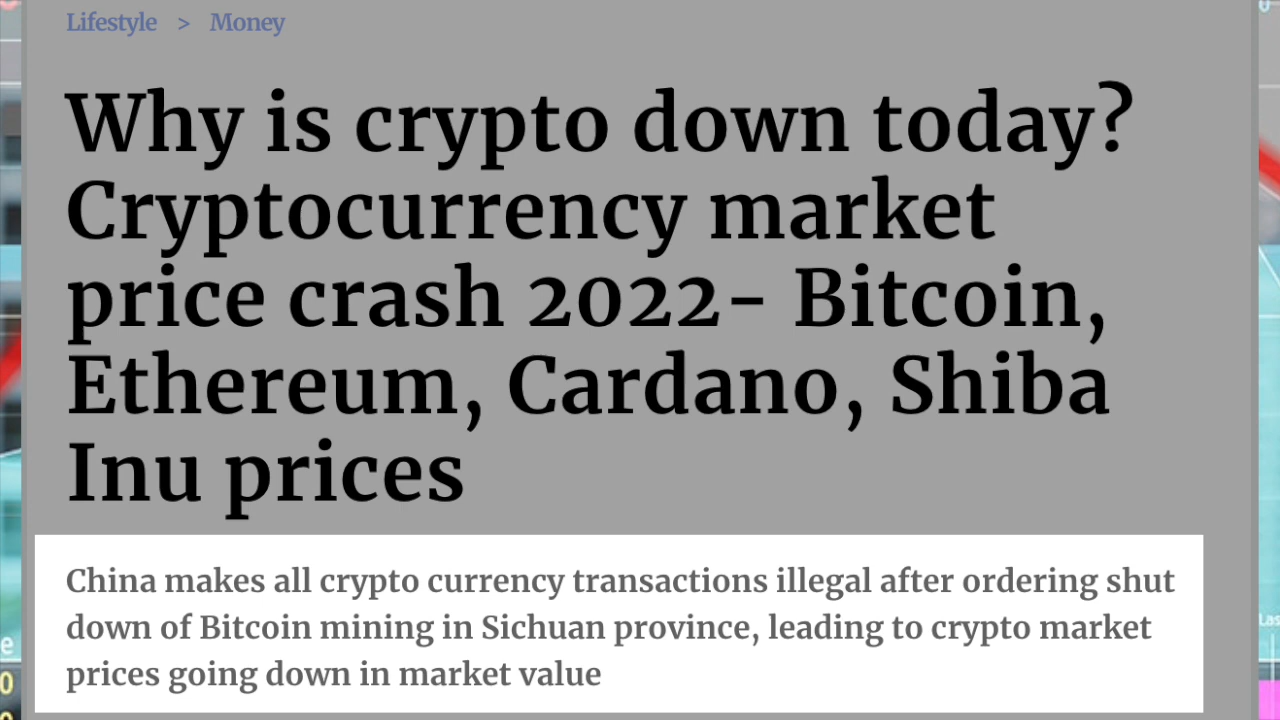 Lifestyle > Money
Why is crypto down today?
Cryptocurrency market
price crash 2022- Bitcoin,
Ethereum, Cardano, Shiba
Inu prices
China makes all crypto currency transactions illegal after ordering shut
down of Bitcoin mining in Sichuan province, leading to crypto market
prices going down in market value